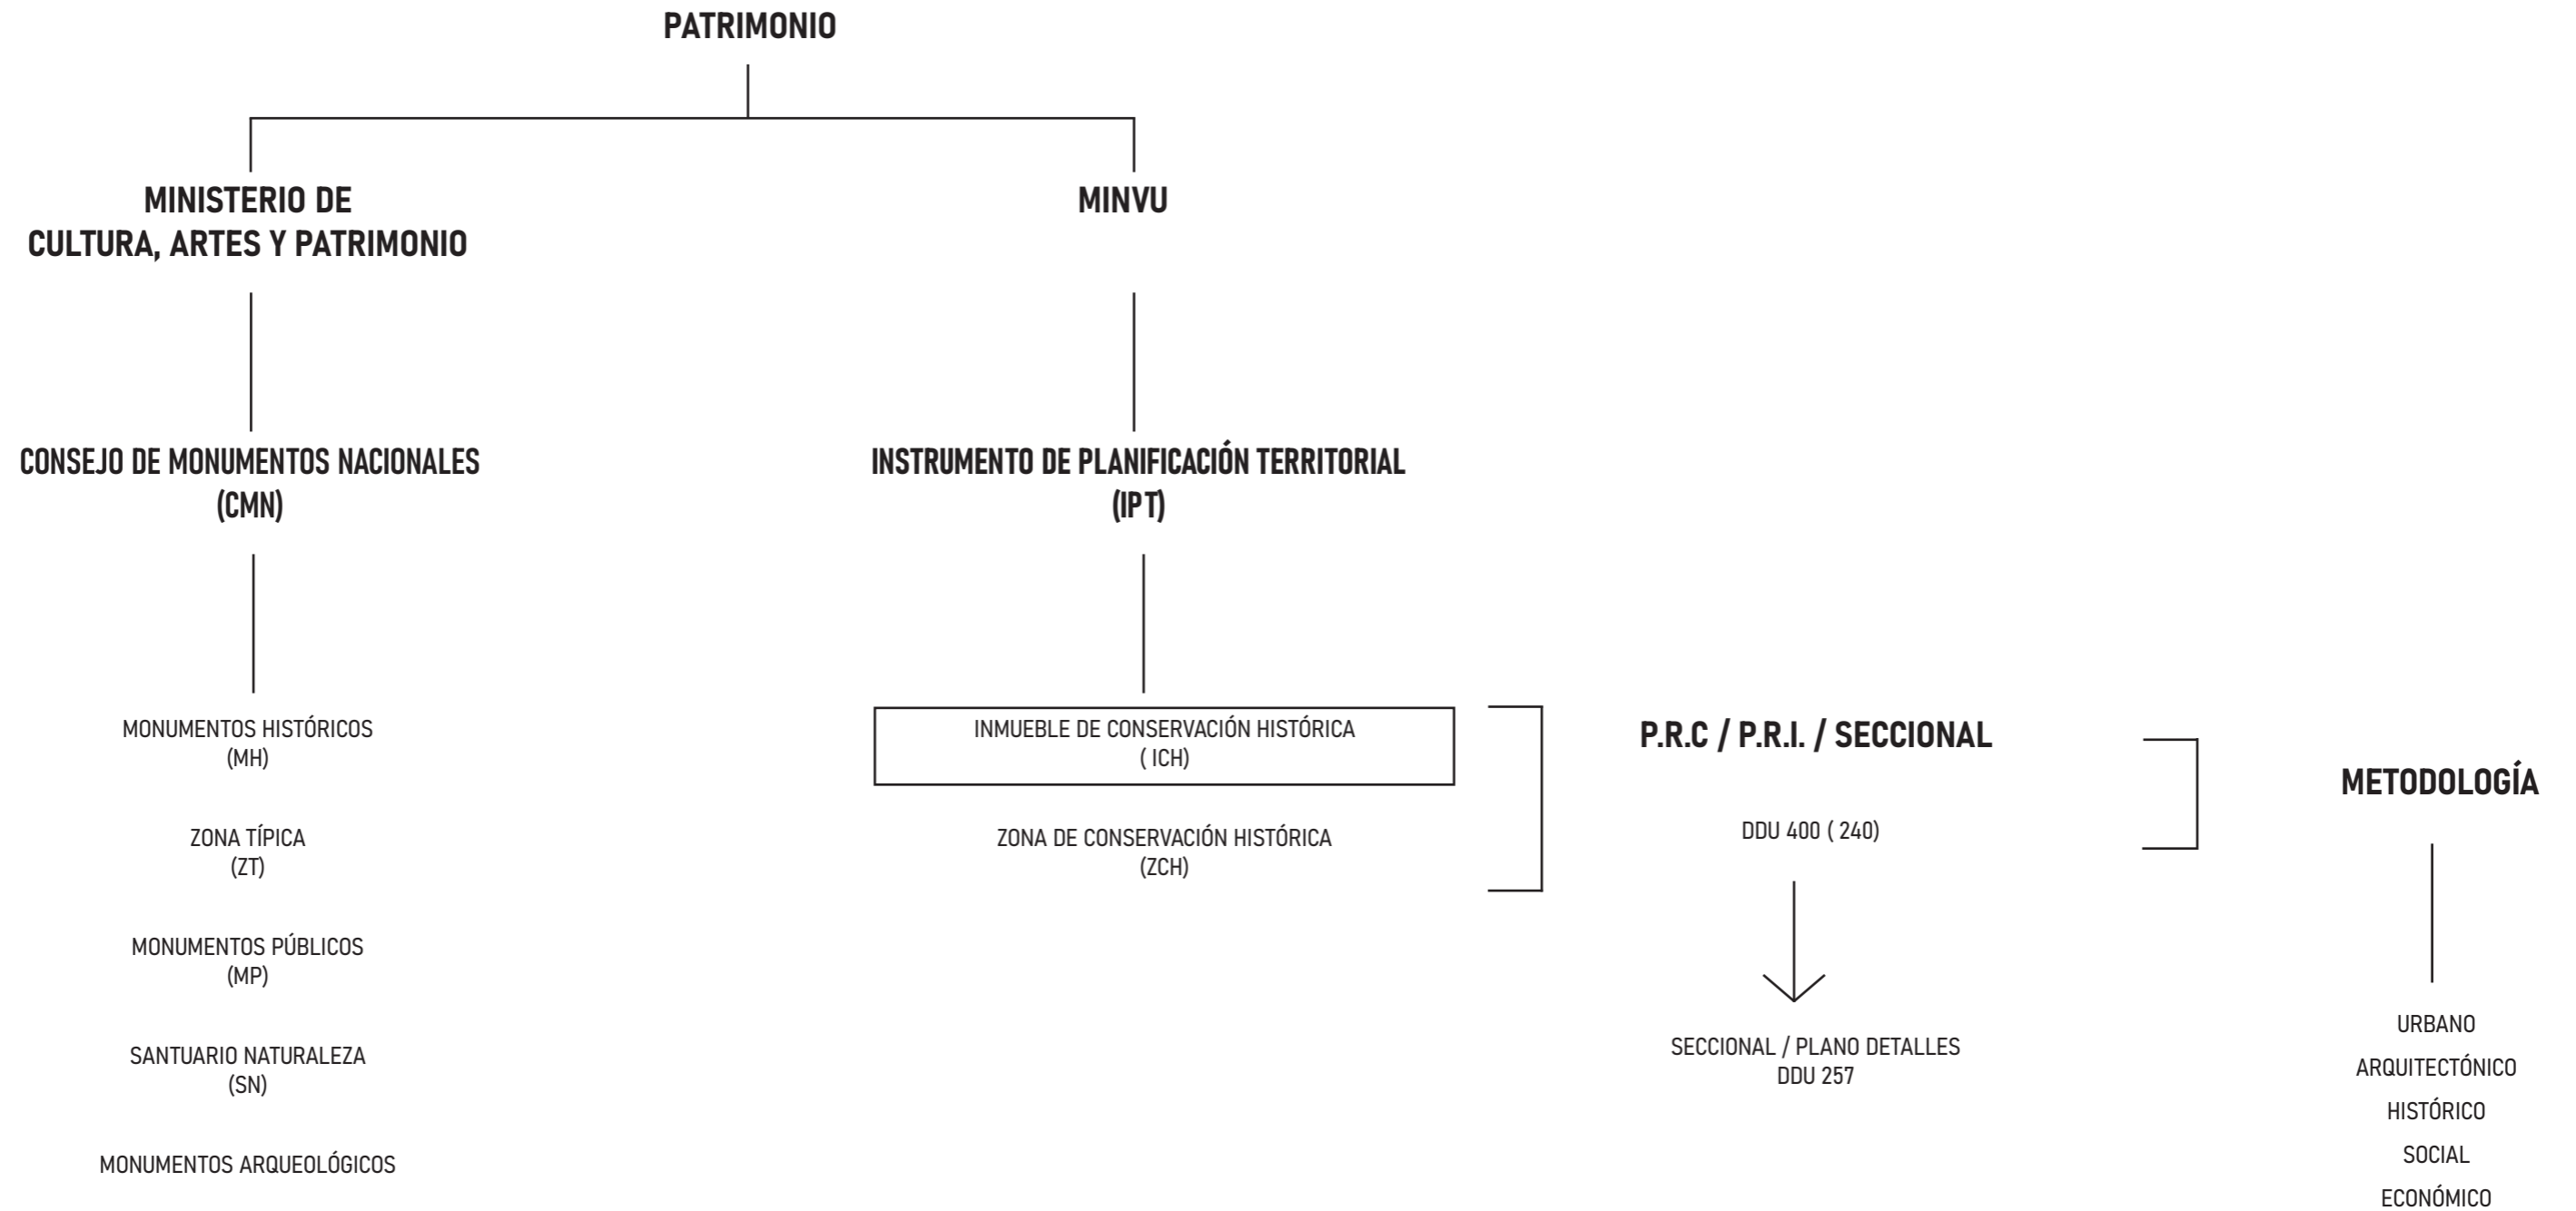 PATRIMONIO
MINISTERIO DE
CULTURA, ARTES Y PATRIMONIO
MINVU
CONSEJO DE MONUMENTOS NACIONALES
(CMN)
INSTRUMENTO DE PLANIFICACIÓN TERRITORIAL
(IPT)
MONUMENTOS HISTÓRICOS
(MH)
ZONA TÍPICA
(ZT)
MONUMENTOS PÚBLICOS
(MP)
SANTUARIO NATURALEZA
(SN)
MONUMENTOS ARQUEOLÓGICOS
INMUEBLE DE CONSERVACIÓN HISTÓRICA
( ICH)
ZONA DE CONSERVACIÓN HISTÓRICA
(ZCH)
P.R.C / P.R.I. / SECCIONAL
DDU 400 ( 240)
SECCIONAL / PLANO DETALLES
DDU 257
METODOLOGÍA
URBANO
ARQUITECTÓNICO
HISTÓRICO
SOCIAL
ECONÓMICO